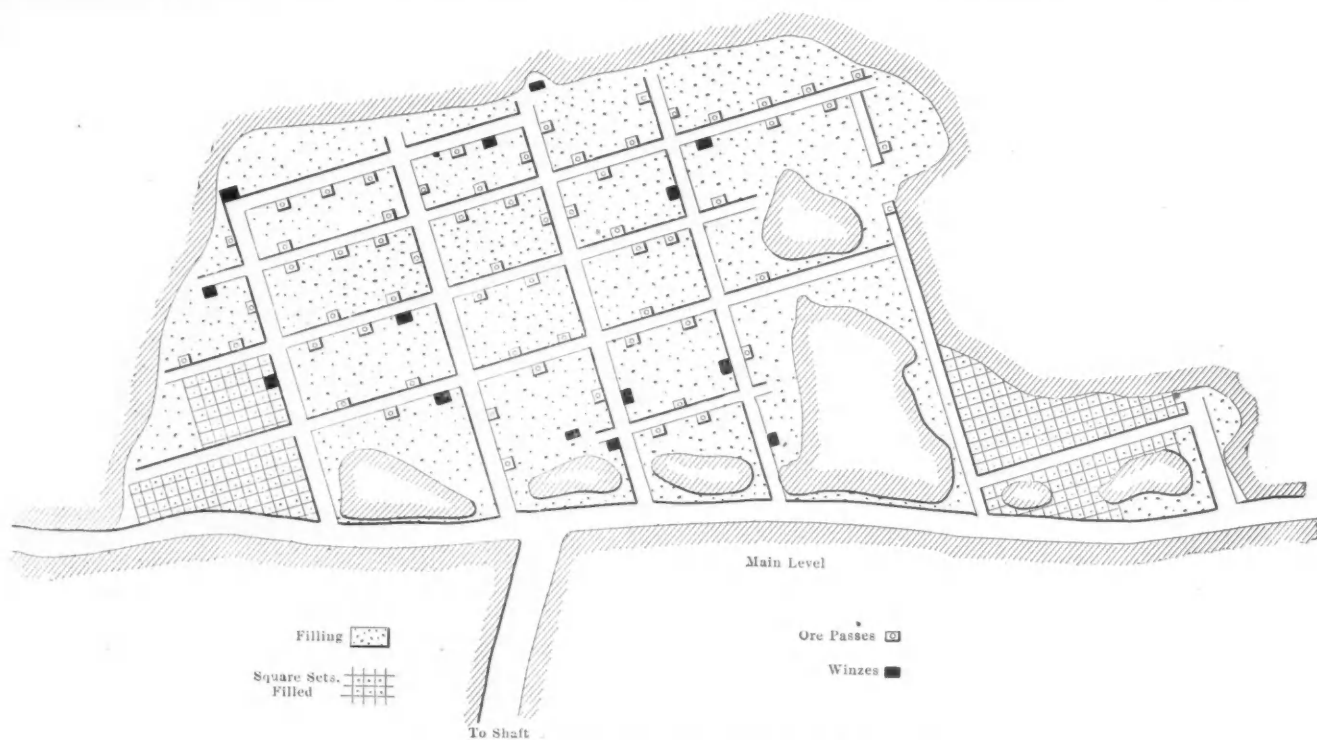 Main Level
Filling
Ore Passes
Square Sets.
Filled
Winzes
To Shaft